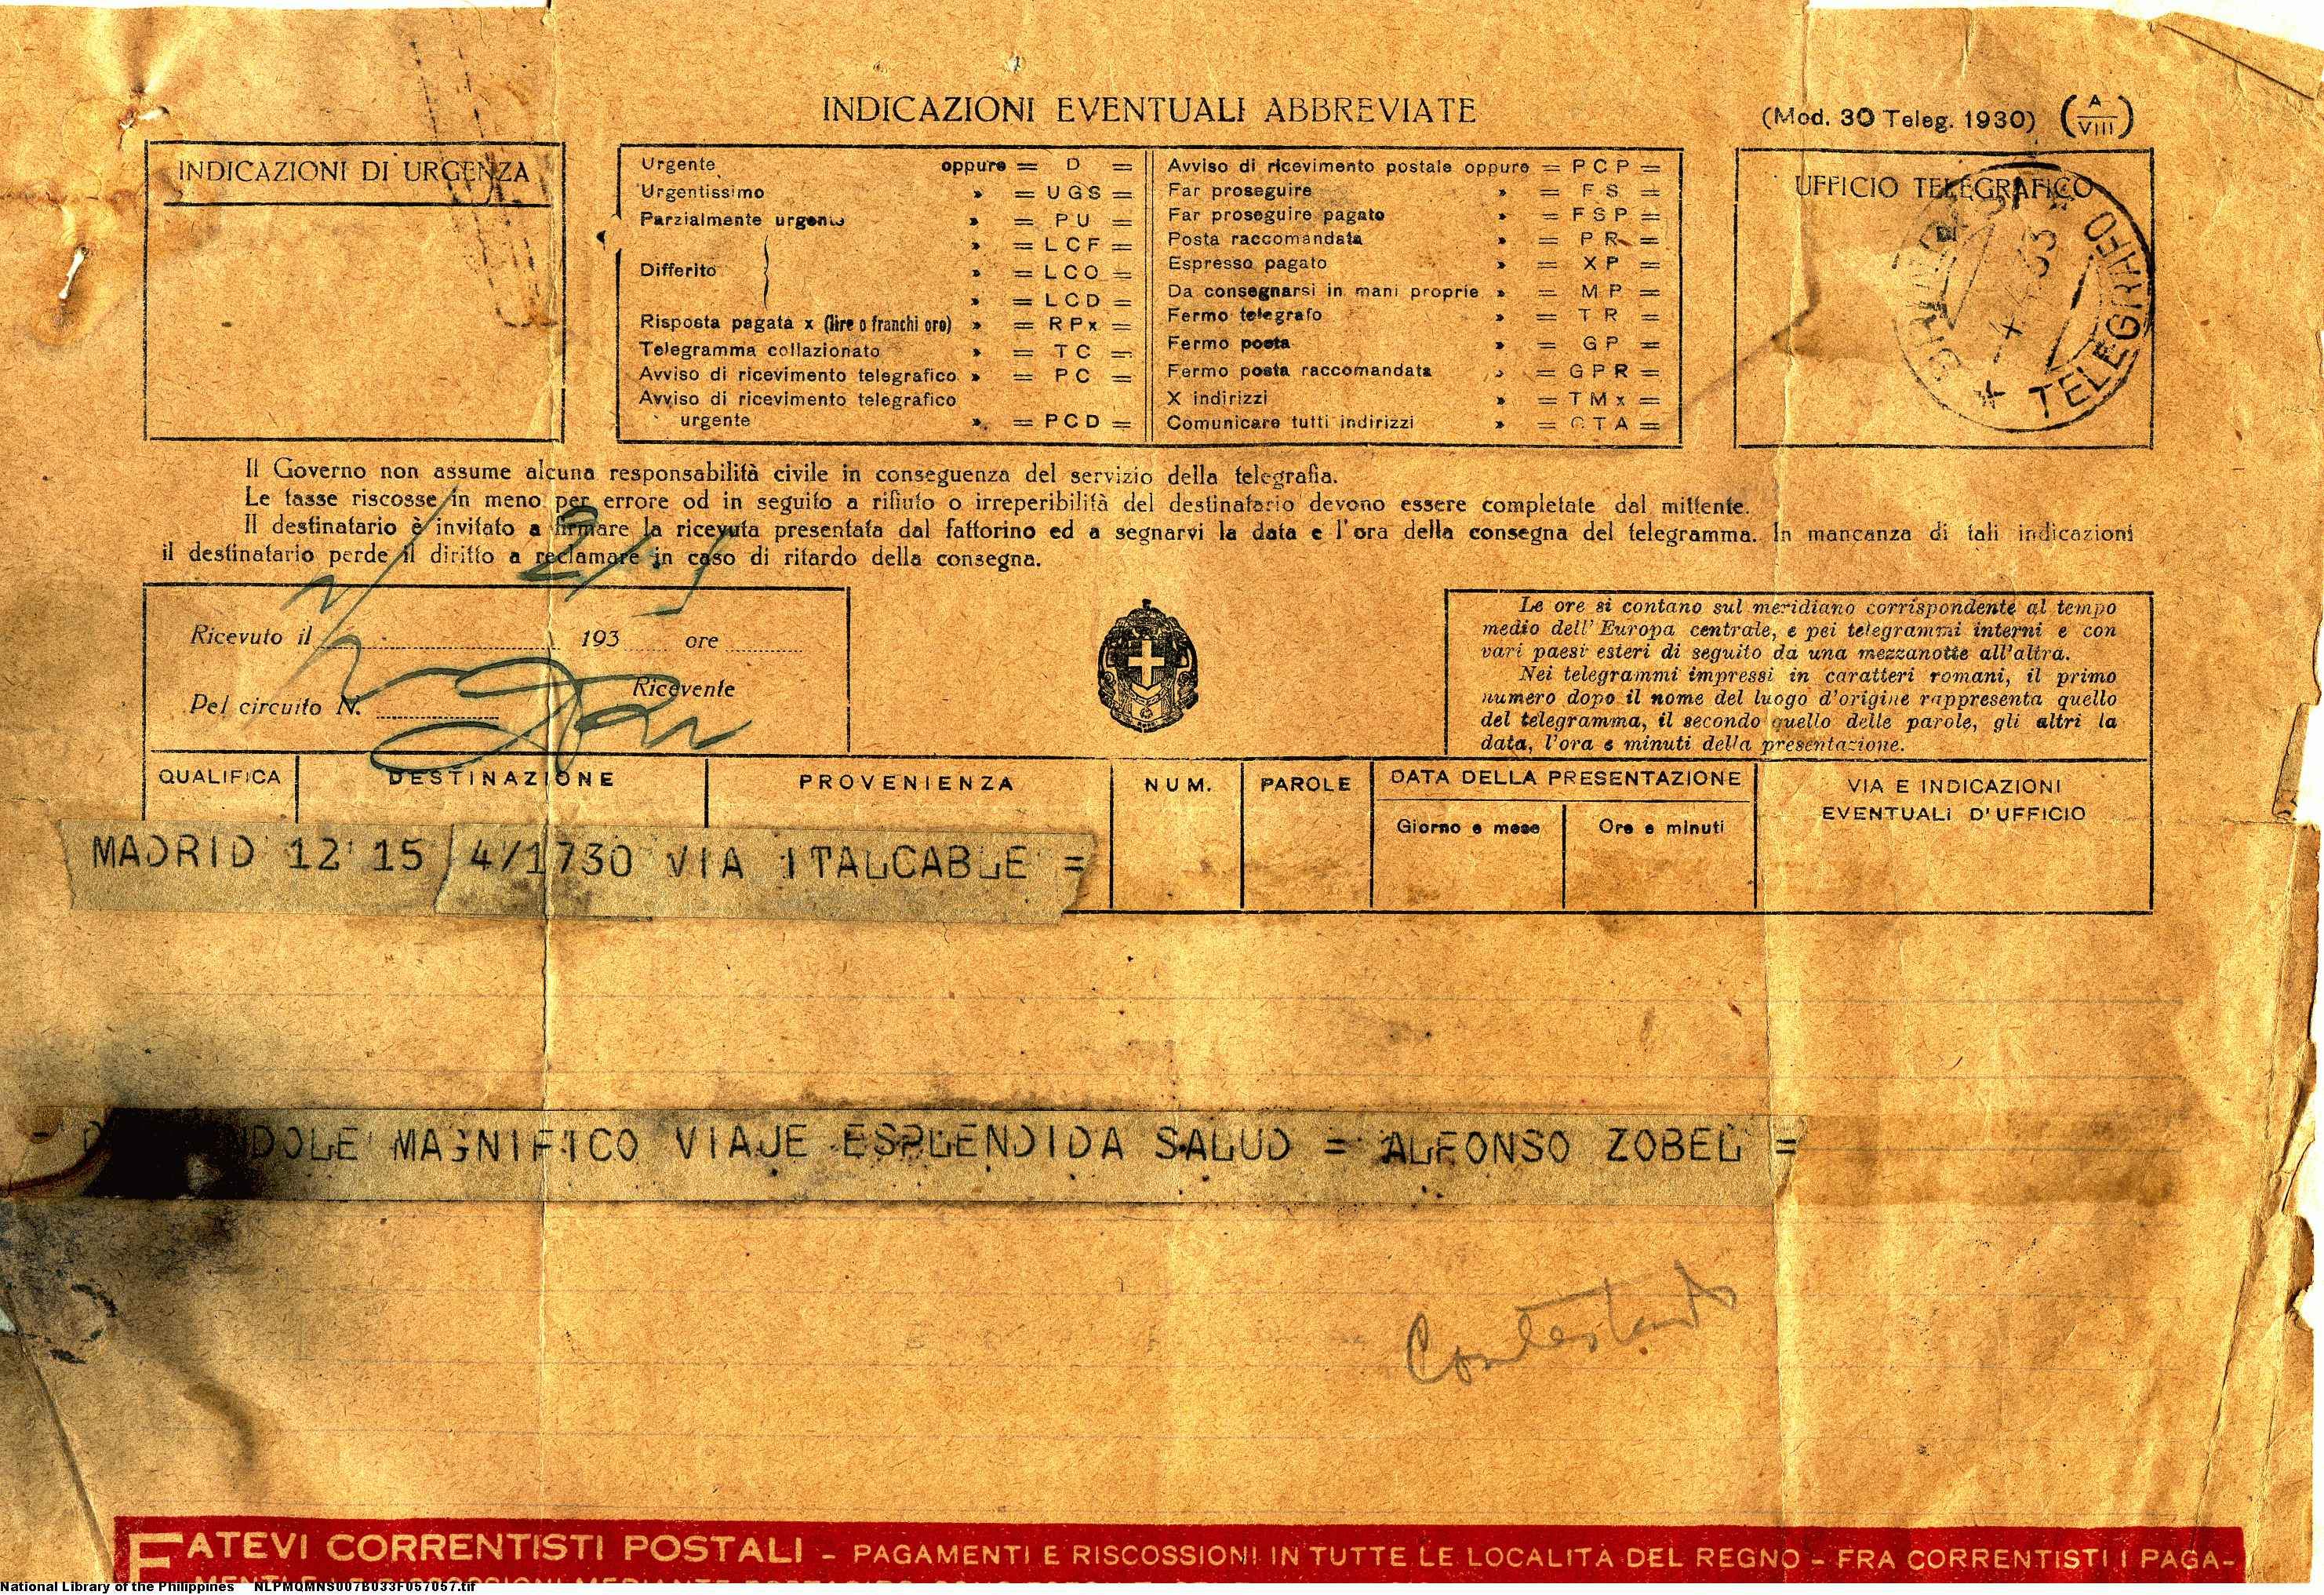 INDICAZIONI EVENTUALI ABBREVIATE
(Mod. 30 Teleg. 1930) (A/VIII)
INDICAZIONI DI URGENZA
Urgente oppure = D =
Urgentissimo » = UGS =
Parzialmente urgente » = PU =
» = LCF =
Differito » = LCO =
» = LCD =
Risposta pagata x (lire o franchi oro) » = RPx =
Telegramma collazionato » = TC =
Avviso di ricevimento telegrafico » = PC =
Avviso di ricevimento telegrafico
urgente » = PCD =
Avviso di ricevimento postale oppure = PCP =
Far proseguire » = FS =
Far proseguire pagato » = FSP =
Posta raccomandata » = PR =
Espresso pagato » = XP =
Da consegnarsi in mani proprie » = MP =
Fermo telegrafo » = TR =
Fermo posta » = GP =
Fermo posta raccomandata » = GPR =
X indirizzi » = TMx =
Comunicare tutti indirizzi » = CTA =
UFFICIO TELEGRAFICO
TELEGRAFO
Il Governo non assume alcuna responsabilità civile in conseguenza del servizio della telegrafia.
Le tasse riscosse in meno per errore od in seguito a rifiuto o irreperibilità del destinatario devono essere completate dal mittente.
Il destinatario è invitato a firmare la ricevuta presentata dal fattorino ed a segnarvi la data e l'ora della consegna del telegramma. In mancanza di tali indicazioni
il destinatario perde il diritto a reclamare in caso di ritardo della consegna.
Ricevuto il 193 ore
Ricevente
Pel circuito N.
Le ore si contano sul meridiano corrispondente al tempo
medio dell'Europa centrale, e pei telegrammi interni e con
vari paesi esteri di seguito da una mezzanotte all'altra.
Nei telegrammi impressi in caratteri romani, il primo
numero dopo il nome del luogo d'origine rappresenta quello
del telegramma, il secondo quello delle parole, gli altri la
data, l'ora e minuti della presentazione.
QUALIFICA DESTINAZIONE PROVENIENZA NUM. PAROLE DATA DELLA PRESENTAZIONE VIA E INDICAZIONI
EVENTUALI D'UFFICIO
Giorno e mese Ore e minuti
MADRID 12 15 4/1730 VIA ITALCABLE =
MAGNIFICO VIAJE ESPLENDIDA SALUD = ALFONSO ZOBEL =
Contestado
FATEVI CORRENTISTI POSTALI - PAGAMENTI E RISCOSSIONI IN TUTTE LE LOCALITÀ DEL REGNO - FRA CORRENTISTI I PAGA-
National Library of the Philippines NLPMQMNS007B033F057057.tif